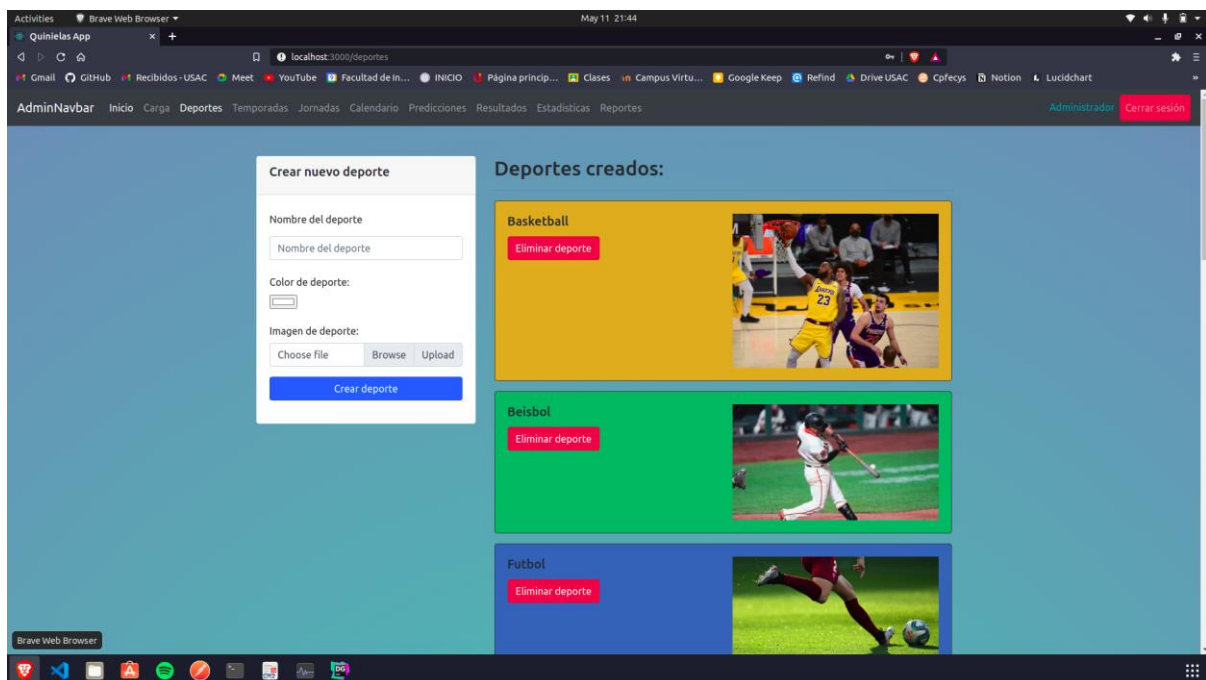 Activities Brave Web Browser May 11 21:44
Quinielas App
localhost:3000/deportes
Gmail GitHub Recibidos - USAC Meet YouTube Facultad de In... INICIO Página princip... Clases Campus Virtu... Google Keep Refind Drive USAC Cpfecys Notion Lucidchart
AdminNavbar Inicio Carga Deportes Temporadas Jornadas Calendario Predicciones Resultados Estadisticas Reportes Administrador Cerrar sesión
Crear nuevo deporte
Nombre del deporte
Nombre del deporte
Color de deporte:
Imagen de deporte:
Choose file Browse Upload
Crear deporte
Deportes creados:
Basketball
Eliminar deporte
23
Beisbol
Eliminar deporte
Futbol
Eliminar deporte
Brave Web Browser
DG